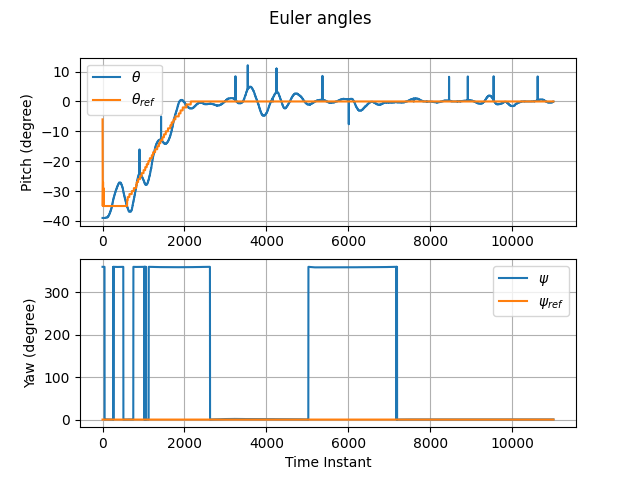 Euler angles
Pitch (degree)
10
0
−10
−20
−30
−40
θ
θref
0 2000 4000 6000 8000 10000
Yaw (degree)
300
200
100
0
ψ
ψref
0 2000 4000 6000 8000 10000
Time Instant